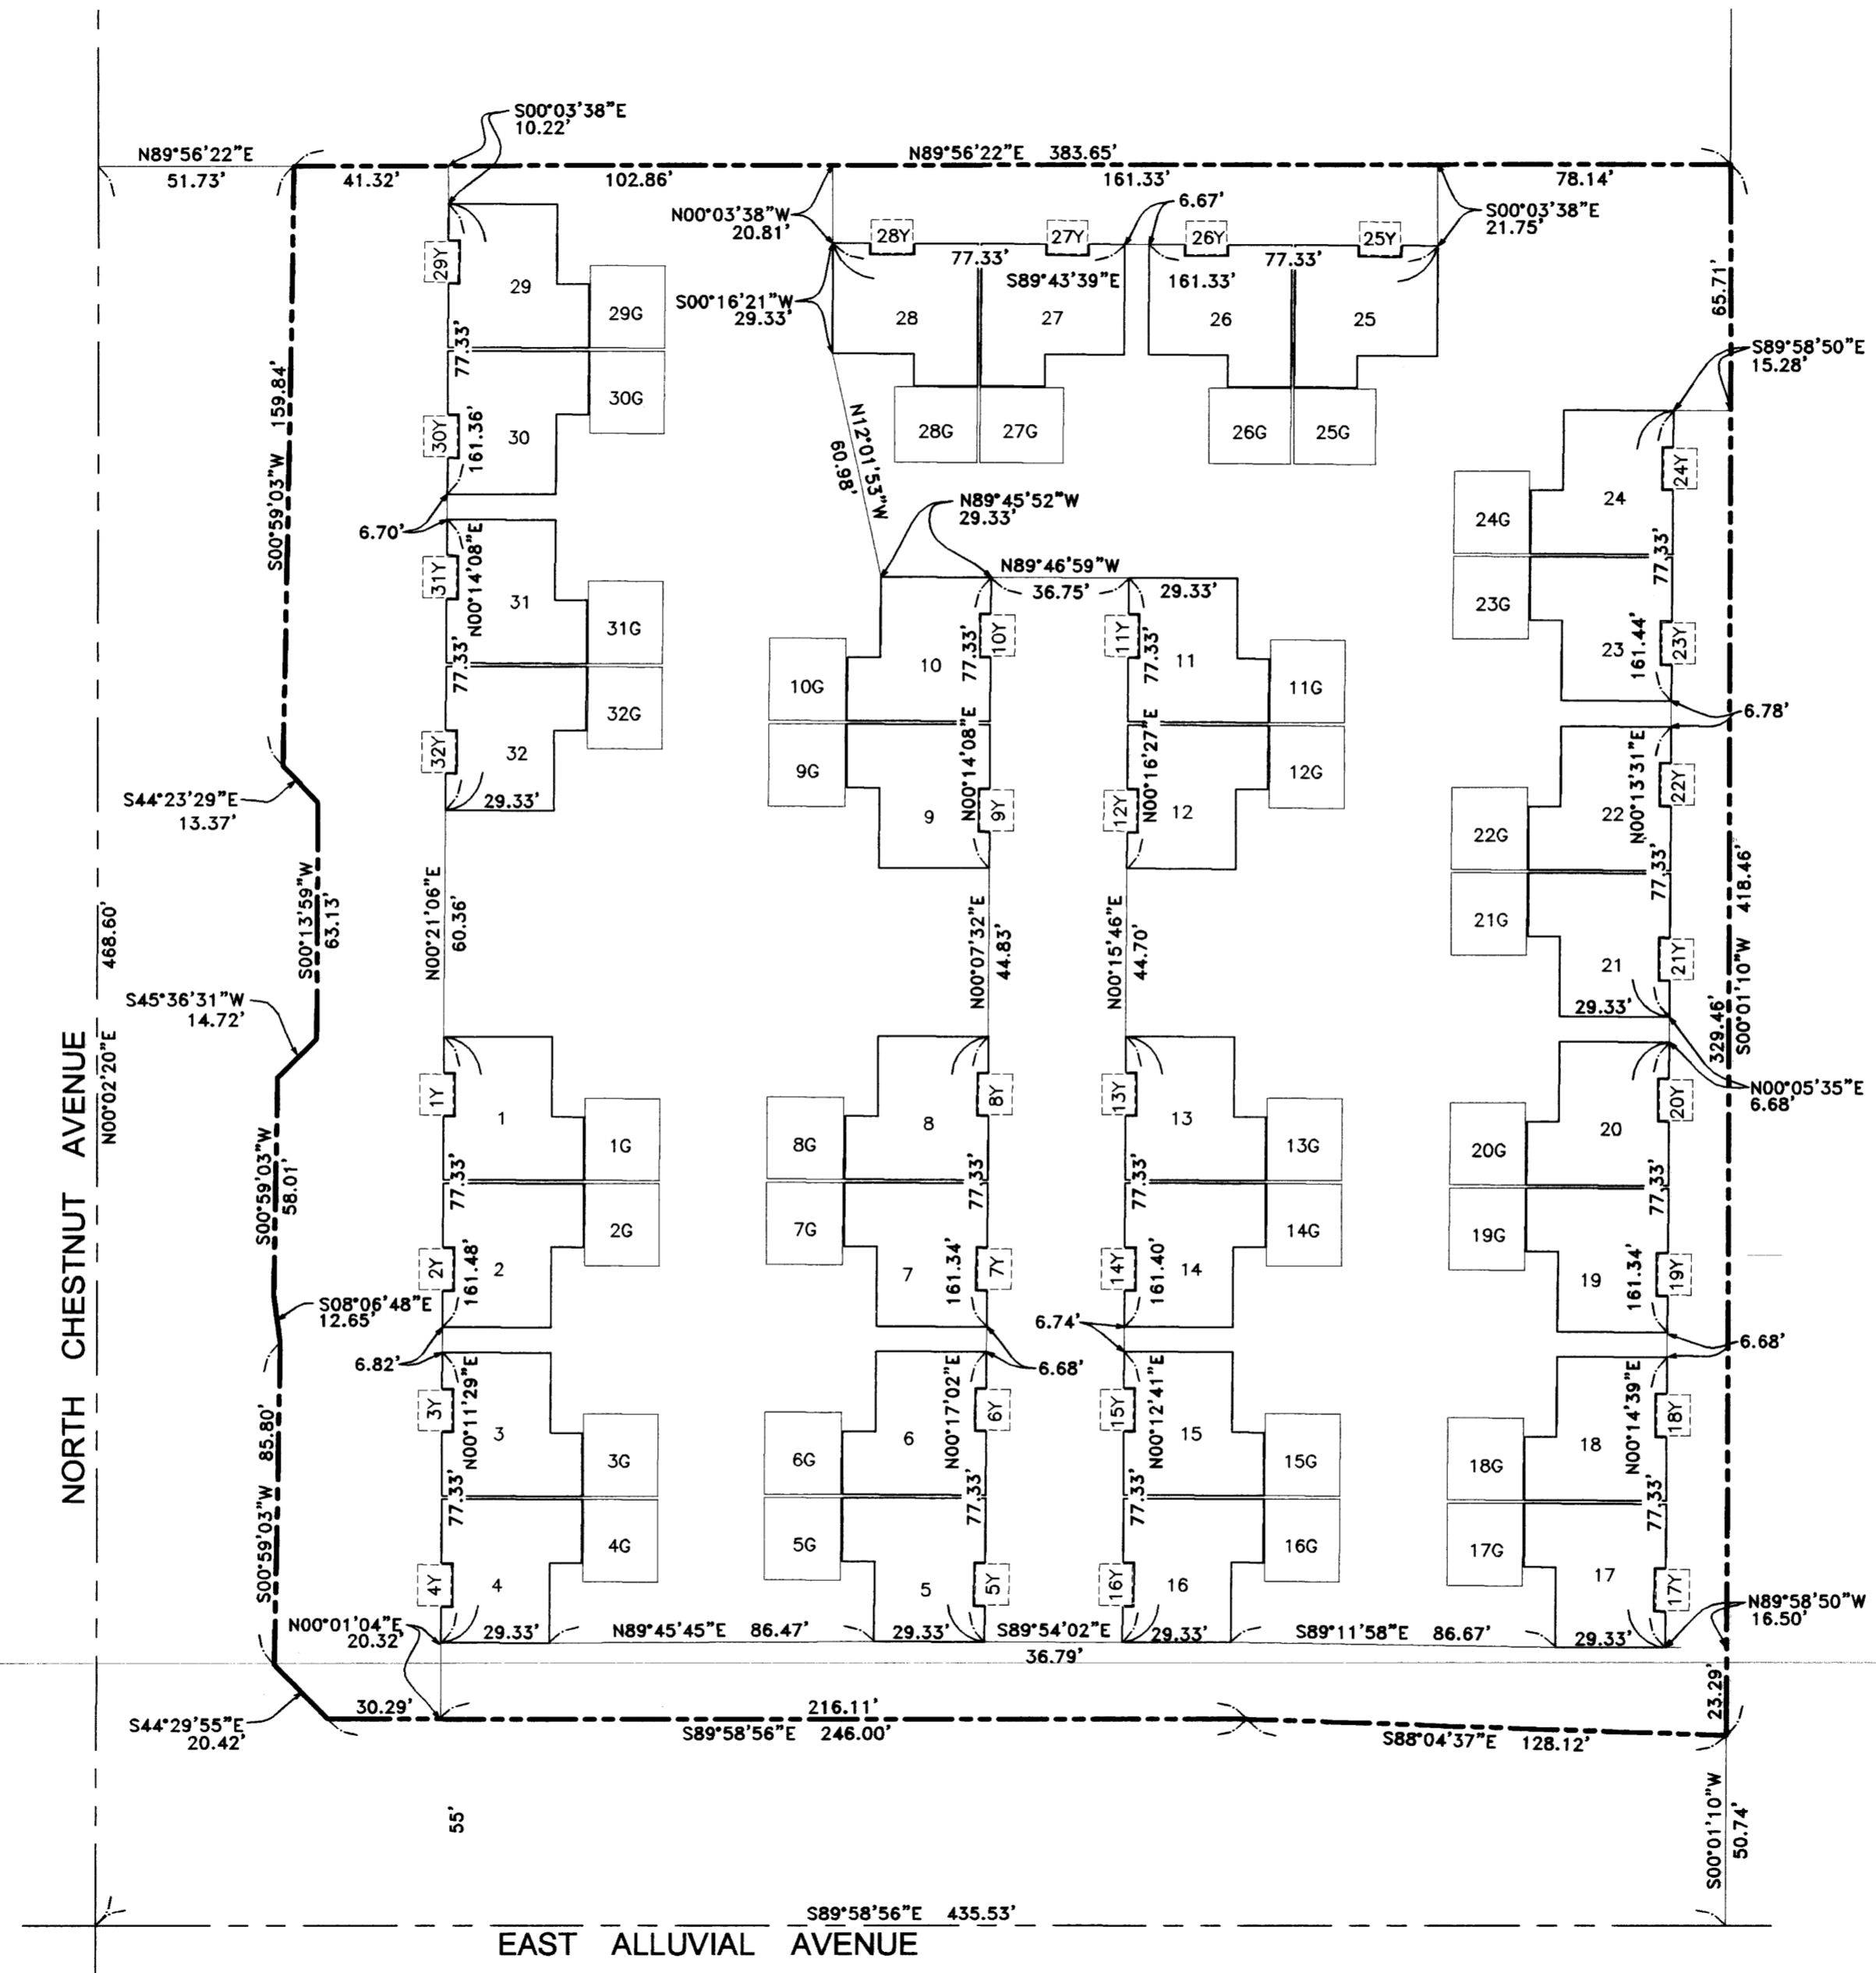 S00°03'38"E
10.22'
N89°56'22"E
51.73'
N89°56'22"E 383.65'
41.32'
102.86'
161.33'
78.14'
N00°03'38"W
20.81'
6.67'
S00°03'38"E
21.75'
28Y
27Y
26Y
25Y
77.33'
77.33'
S89°43'39"E
161.33'
S00°16'21"W
29.33'
28
27
26
25
28G
27G
26G
25G
65.71'
S89°58'50"E
15.28'
29Y
29
29G
77.33'
30G
30Y
30
161.36'
S00°59'03"W 159.84'
N12°01'53"W
60.98'
6.70'
N89°45'52"W
29.33'
N89°46'59"W
36.75'
29.33'
24Y
24
24G
77.33'
23G
23
23Y
161.44'
6.78'
31Y
N00°14'08"E
31
31G
77.33'
32G
32Y
32
29.33'
10Y
77.33'
10
10G
9G
9
9Y
N00°14'08"E
11Y
77.33'
11
11G
12G
12
12Y
N00°16'27"E
22Y
N00°13'31"E
22
22G
77.33'
21G
21
21Y
29.33'
S44°23'29"E
13.37'
S00°13'59"W
63.13'
S45°36'31"W
14.72'
N00°21'06"E
60.36'
N00°07'32"E
44.83'
N00°15'46"E
44.70'
329.46'
S00°01'10"W 418.46'
N00°05'35"E
6.68'
NORTH CHESTNUT AVENUE
N00°02'20"E
468.60'
1Y
1
1G
77.33'
2G
2Y
2
161.48'
8Y
8
8G
77.33'
7G
7
7Y
161.34'
13Y
13
13G
77.33'
14G
14Y
14
161.40'
20Y
20
20G
77.33'
19G
19
19Y
161.34'
S00°59'03"W
58.01'
S08°06'48"E
12.65'
6.82'
6.68'
6.74'
6.68'
S00°59'03"W 85.80'
3Y
N00°11'29"E
3
3G
77.33'
4G
4Y
4
6Y
N00°17'02"E
6
6G
77.33'
5G
5
5Y
15Y
N00°12'41"E
15
15G
77.33'
16G
16Y
16
18Y
N00°14'39"E
18
18G
77.33'
17G
17
17Y
N00°01'04"E
20.32'
29.33'
N89°45'45"E 86.47'
29.33'
S89°54'02"E
36.79'
29.33'
S89°11'58"E 86.67'
29.33'
N89°58'50"W
16.50'
23.29'
S44°29'55"E
20.42'
30.29'
216.11'
S89°58'56"E 246.00'
S88°04'37"E 128.12'
55'
S00°01'10"W
50.74'
S89°58'56"E 435.53'
EAST ALLUVIAL AVENUE